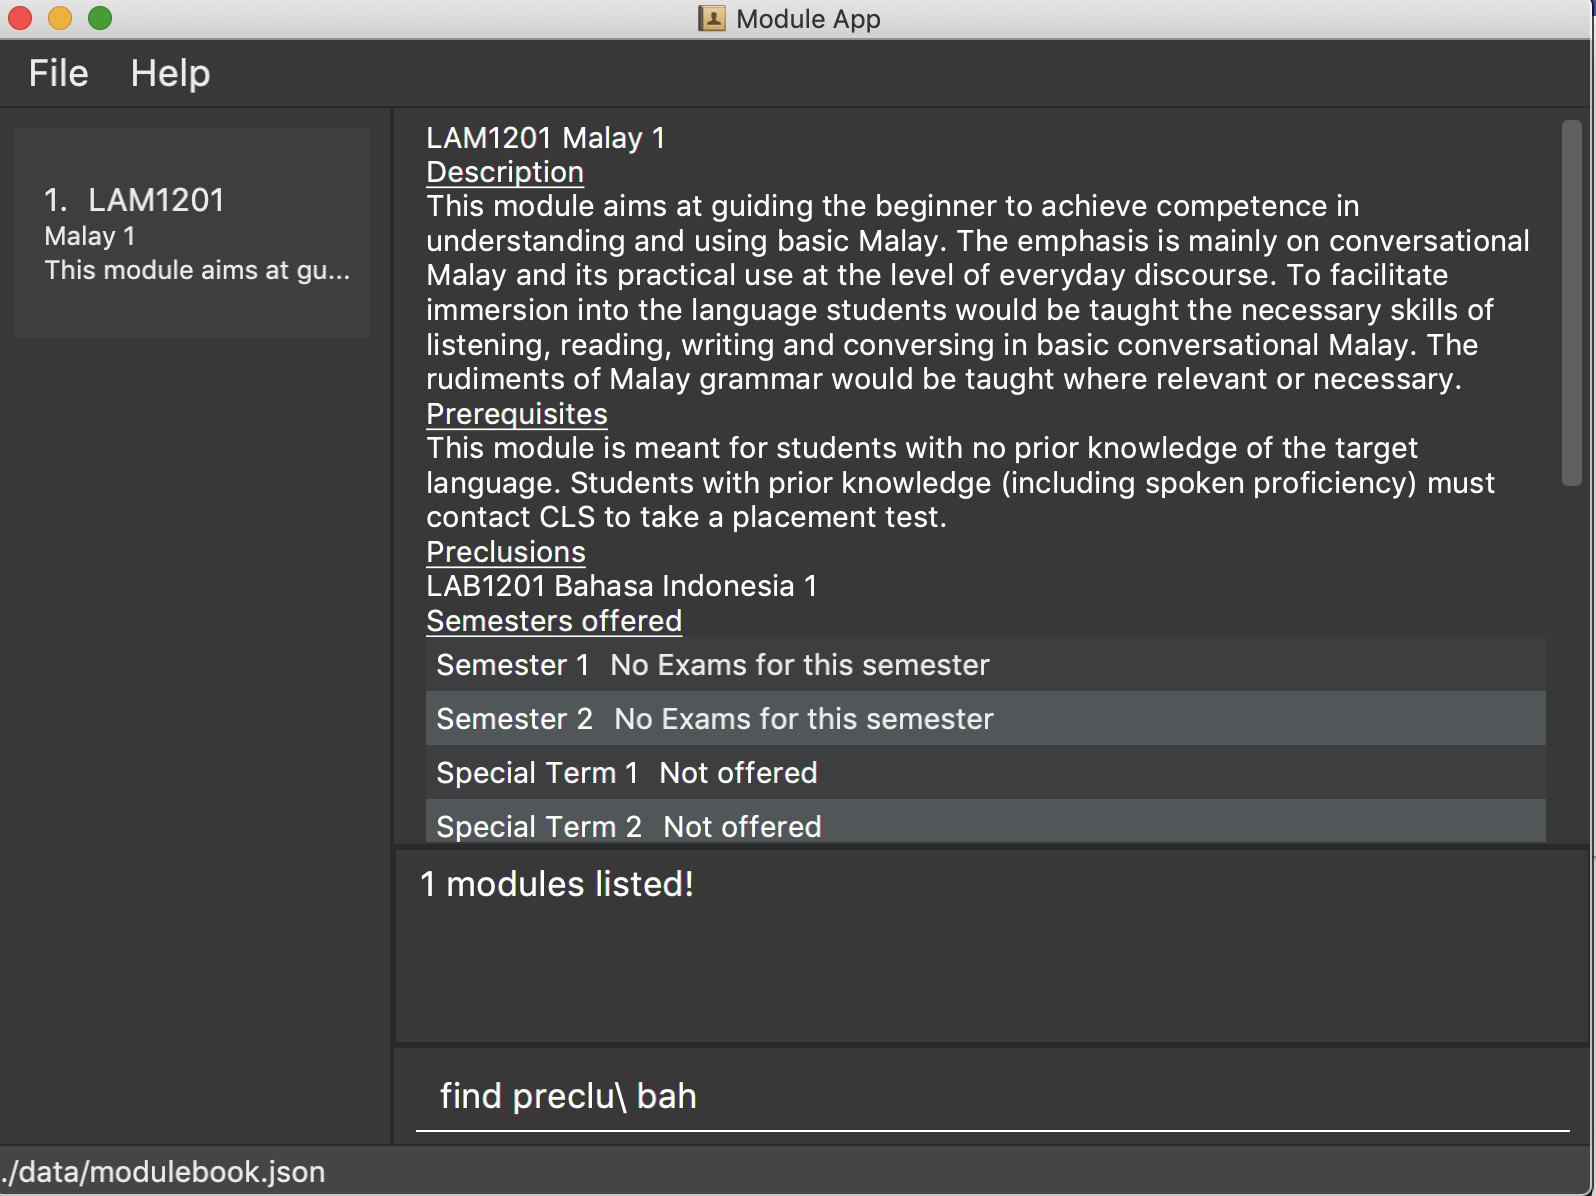 Module App
File Help
1. LAM1201
Malay 1
This module aims at gu...
LAM1201 Malay 1
Description
This module aims at guiding the beginner to achieve competence in
understanding and using basic Malay. The emphasis is mainly on conversational
Malay and its practical use at the level of everyday discourse. To facilitate
immersion into the language students would be taught the necessary skills of
listening, reading, writing and conversing in basic conversational Malay. The
rudiments of Malay grammar would be taught where relevant or necessary.
Prerequisites
This module is meant for students with no prior knowledge of the target
language. Students with prior knowledge (including spoken proficiency) must
contact CLS to take a placement test.
Preclusions
LAB1201 Bahasa Indonesia 1
Semesters offered
Semester 1 No Exams for this semester
Semester 2 No Exams for this semester
Special Term 1 Not offered
Special Term 2 Not offered
1 modules listed!
find preclu\ bah
./data/modulebook.json